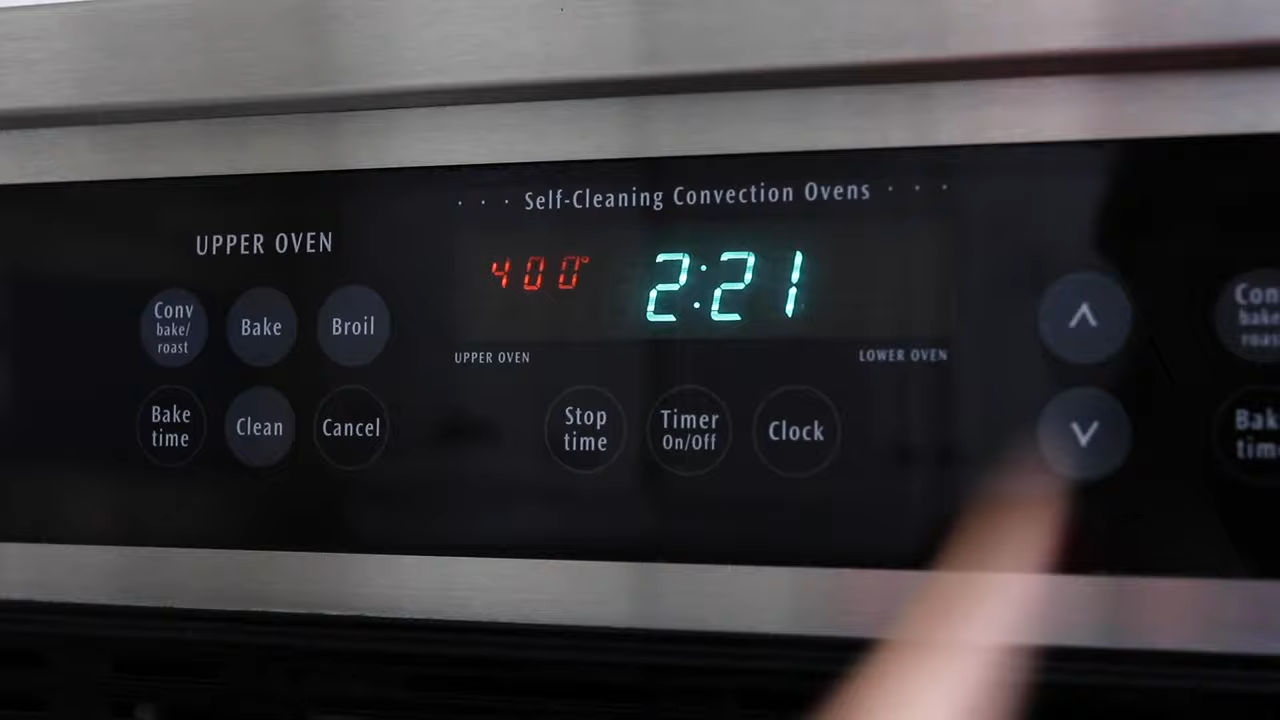 Self-Cleaning Convection Ovens
UPPER OVEN
400°
2:21
Conv
bake/
roast
Bake
Broil
UPPER OVEN
LOWER OVEN
Bake
time
Clean
Cancel
Stop
time
Timer
On/Off
Clock